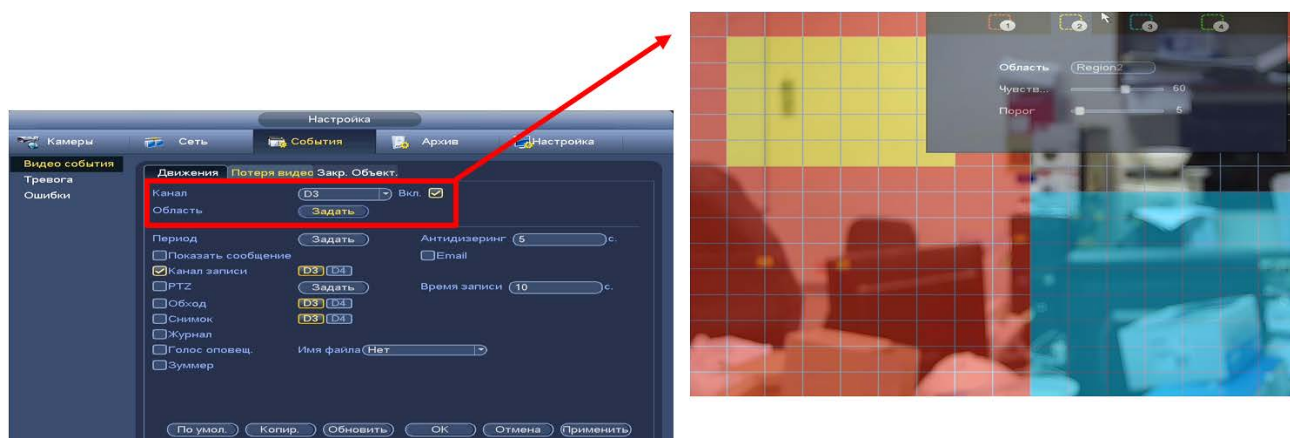 Настройка
Камеры Сеть События Архив Настройка
Видео события
Тревога
Ошибки
Движения Потеря видео Закр. Объект.
Канал D3 Вкл.
Область Задать
Период Задать Антидизеринг 5 с.
Показать сообщение Email
Канал записи D3 D4
PTZ Задать Время записи 10 с.
Обход D3 D4
Снимок D3 D4
Журнал
Голос оповещ. Имя файла Нет
Зуммер
По умол. Копир. Обновить OK Отмена Применить
1 2 3 4
Область Region2
Чувств... 60
Порог 5